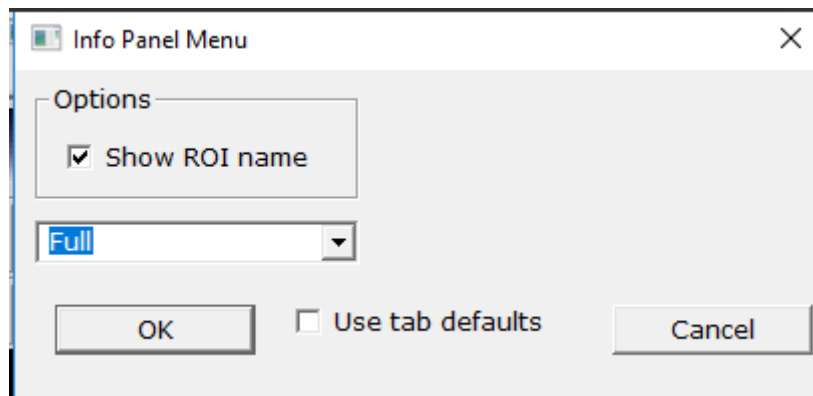 Info Panel Menu
Options
Show ROI name
Full
OK
Use tab defaults
Cancel